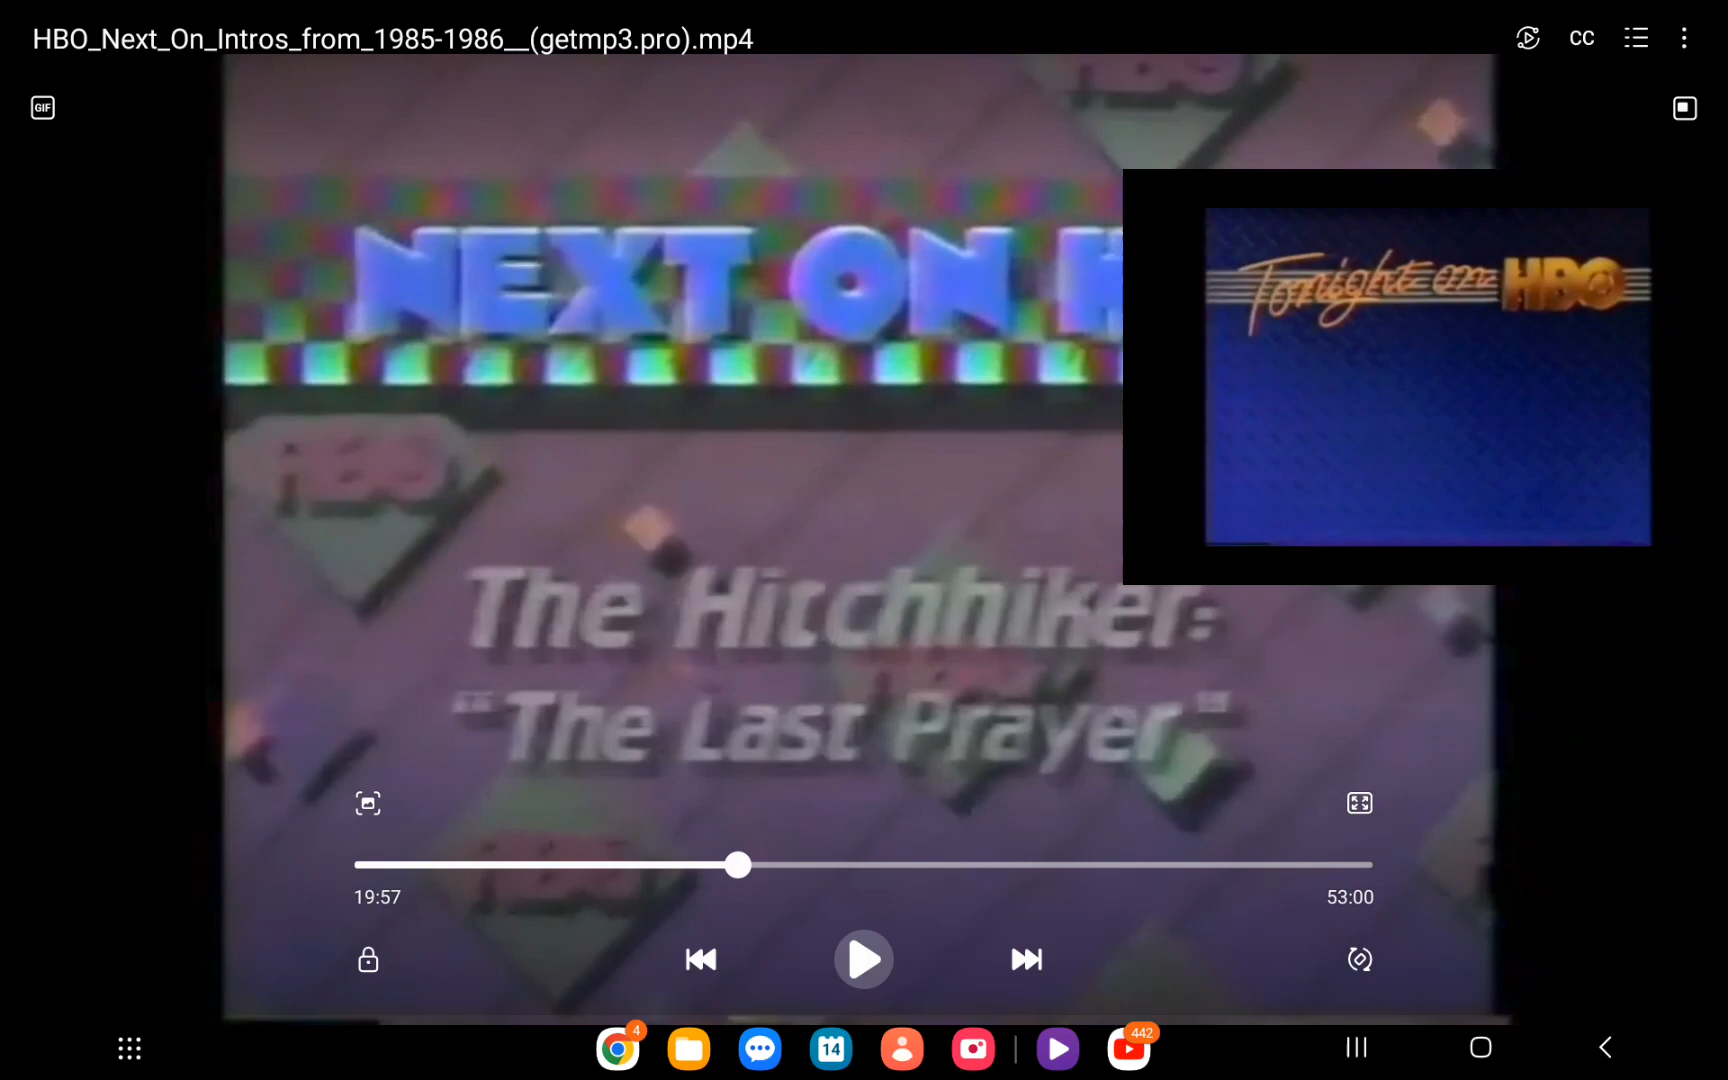 HBO_Next_On_Intros_from_1985-1986__(getmp3.pro).mp4
CC
GIF
NEXT ON H
Tonight on HBO
The Hitchhiker:
"The Last Prayer"
19:57
53:00
4
14
442